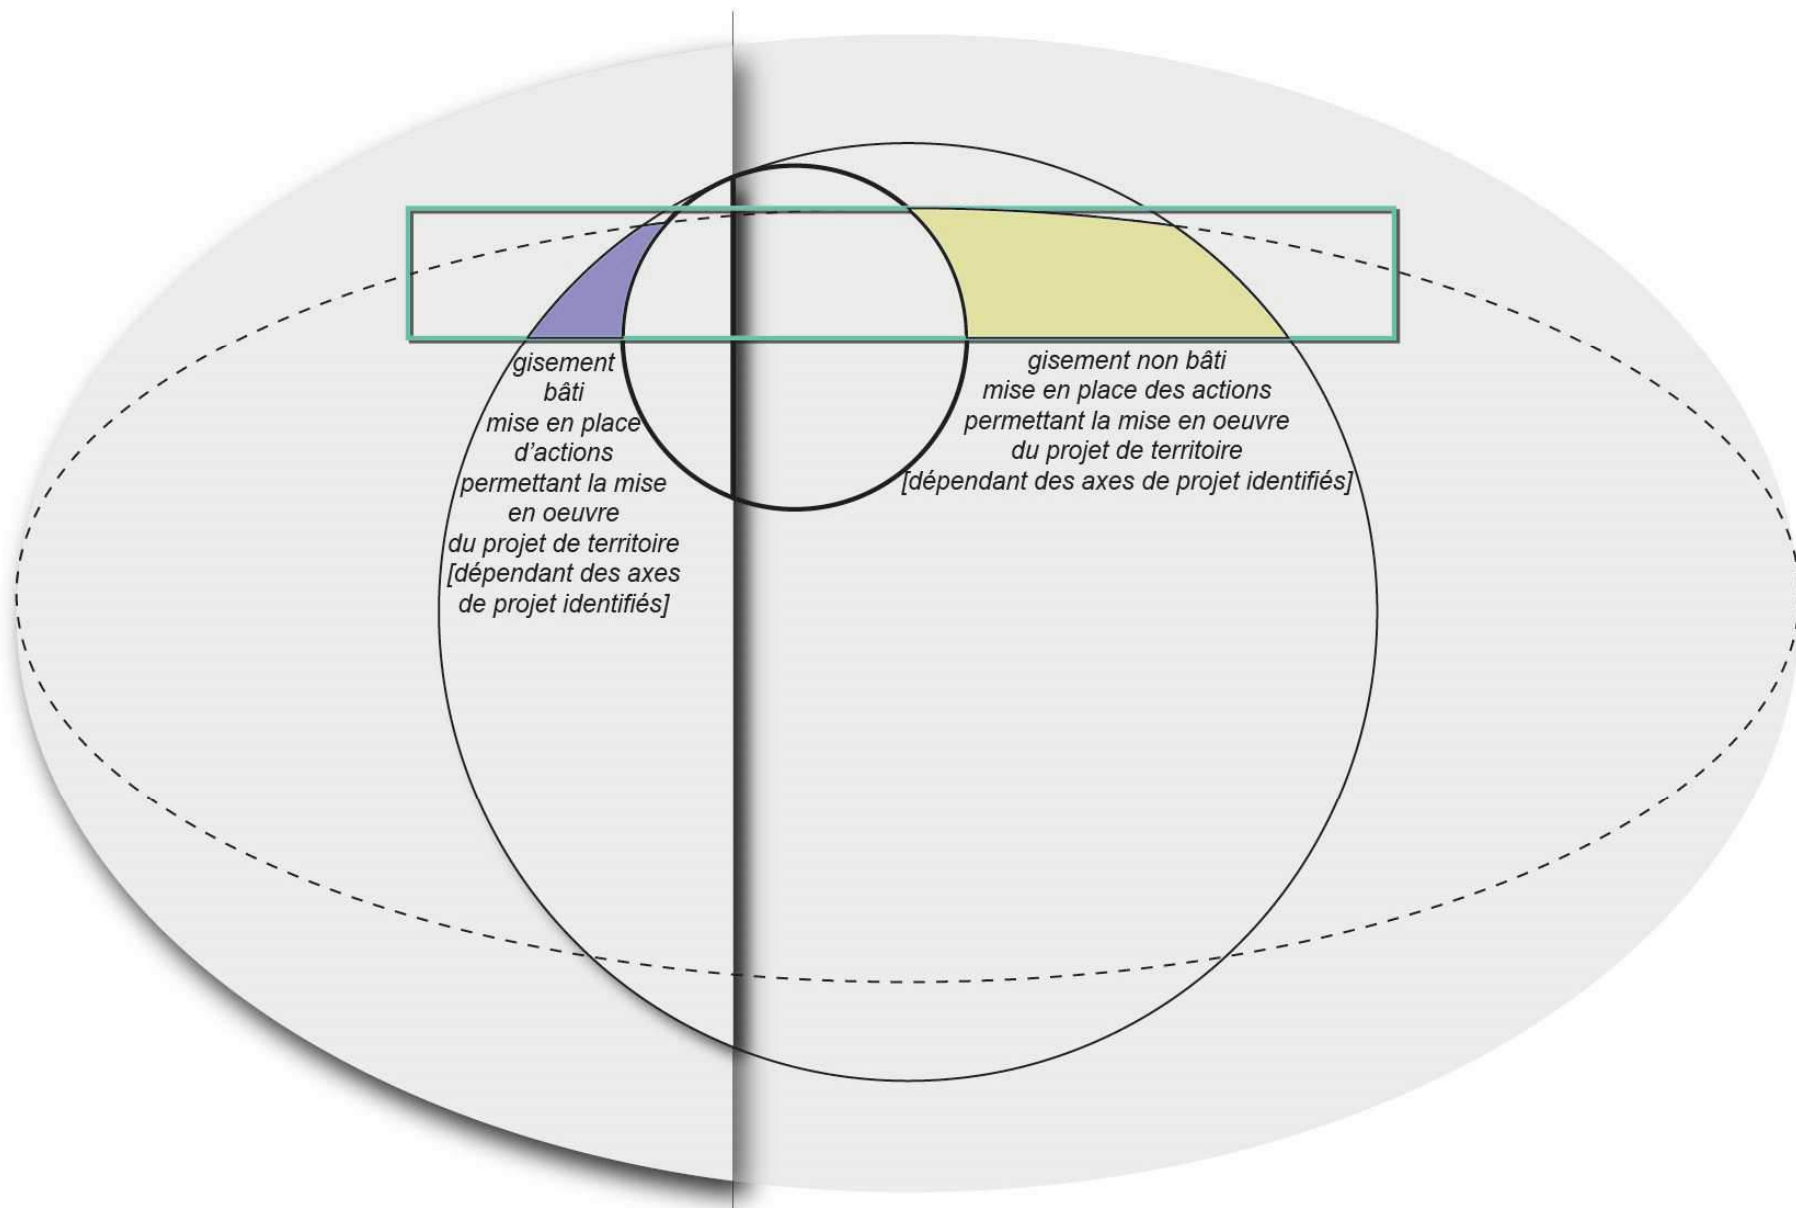 gisement
bâti
mise en place
d'actions
permettant la mise
en oeuvre
du projet de territoire
[dépendant des axes
de projet identifiés]
gisement non bâti
mise en place des actions
permettant la mise en oeuvre
du projet de territoire
[dépendant des axes de projet identifiés]